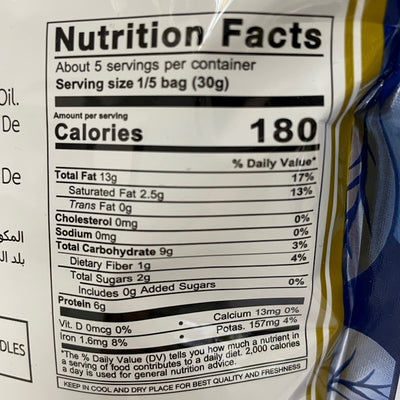 Nutrition Facts
About 5 servings per container
Serving size 1/5 bag (30g)
Amount per serving
Calories 180
% Daily Value*
Total Fat 13g 17%
Saturated Fat 2.5g 13%
Trans Fat 0g
Cholesterol 0mg 0%
Sodium 0mg 0%
Total Carbohydrate 9g 3%
Dietary Fiber 1g 4%
Total Sugars 2g
Includes 0g Added Sugars 0%
Protein 6g
Vit. D 0mcg 0% • Calcium 13mg 0%
Iron 1.6mg 8% • Potas. 157mg 4%
*The % Daily Value (DV) tells you how much a nutrient in
a serving of food contributes to a daily diet. 2,000 calories
a day is used for general nutrition advice.
KEEP IN COOL AND DRY PLACE FOR BEST QUALITY AND FRESHNESS
Oil.
De
De
المكو
بلد ال
DLES